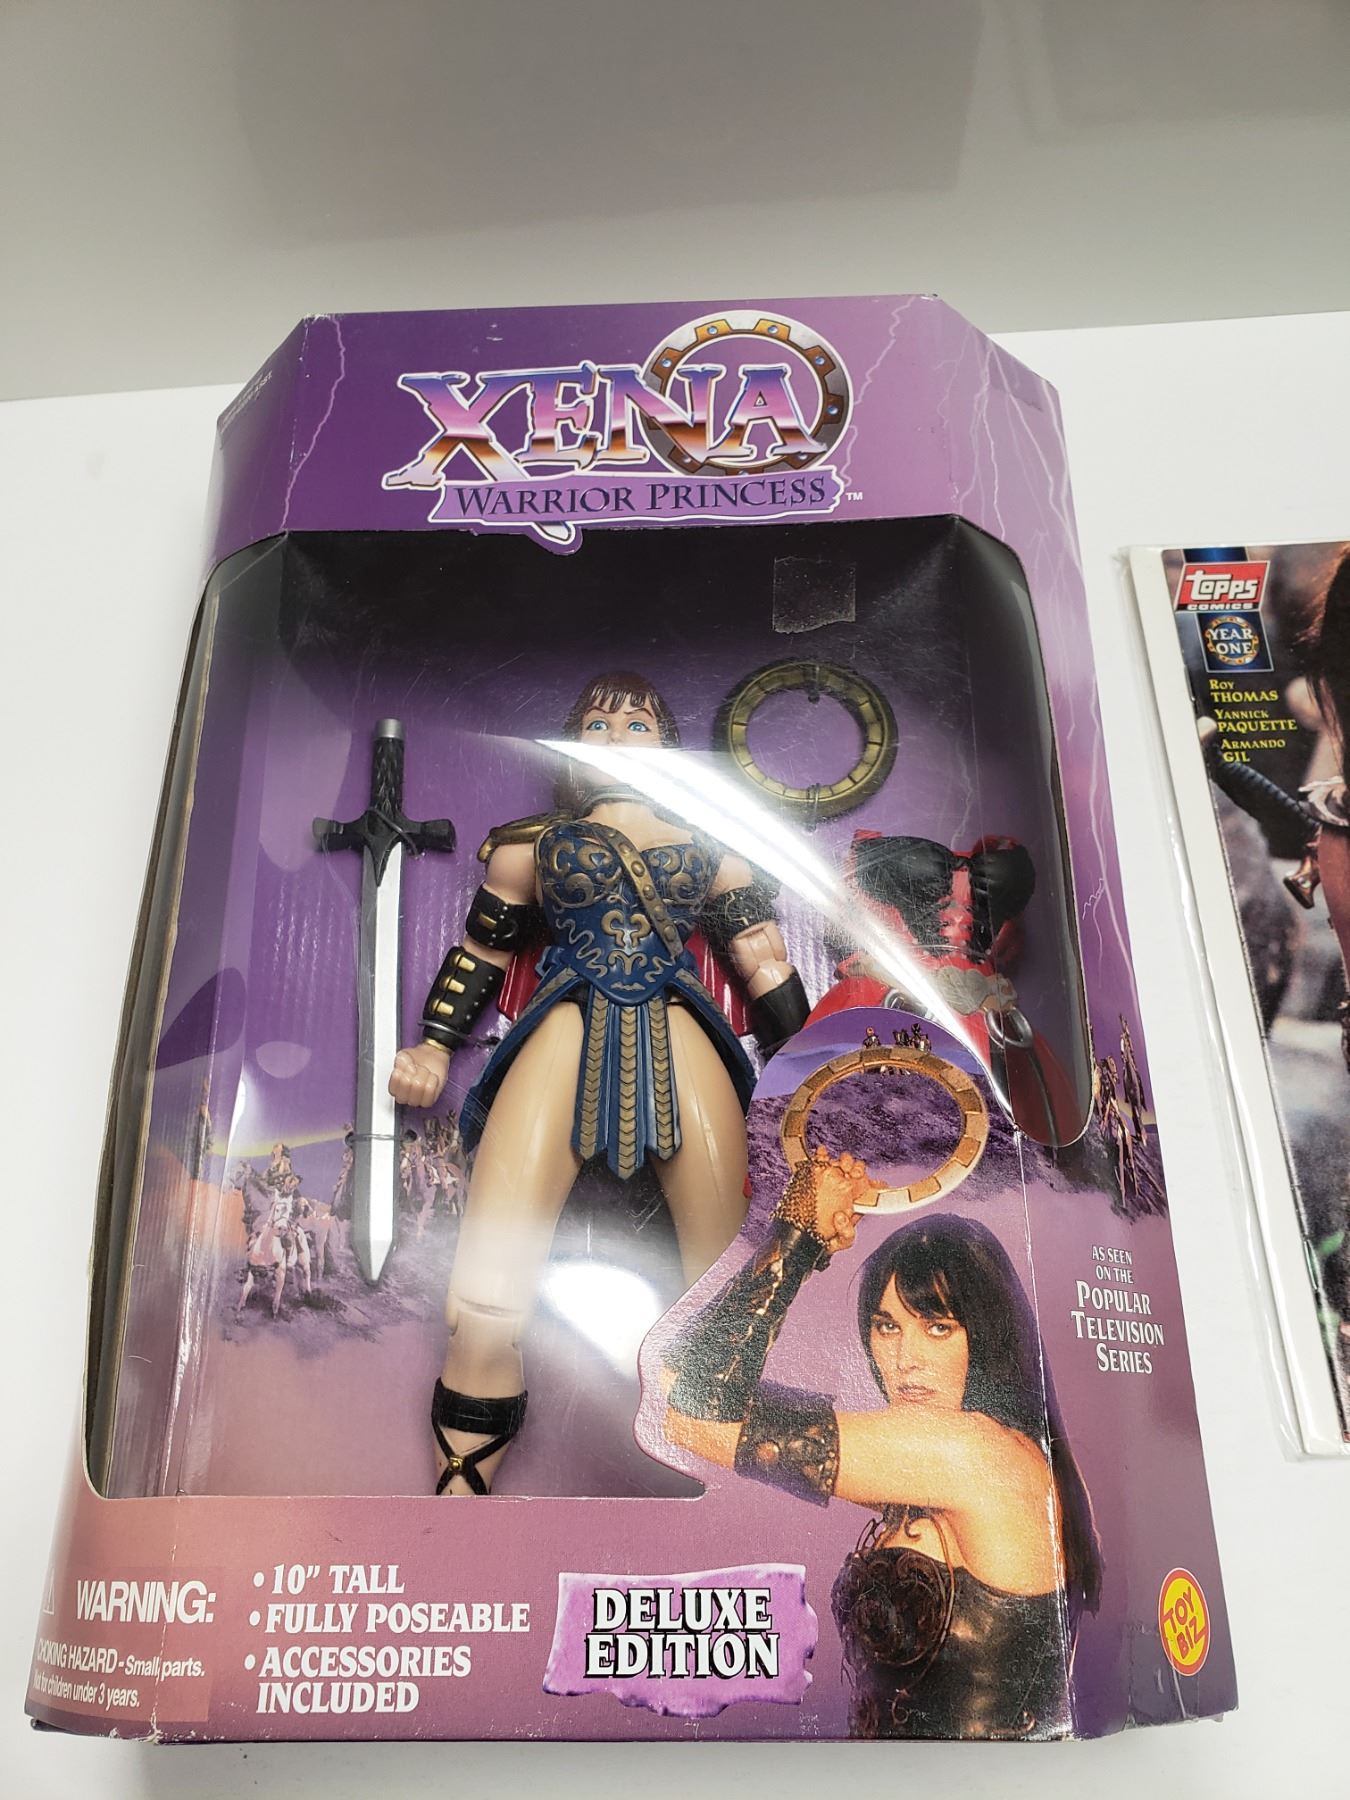 XENA
WARRIOR PRINCESS™
AS SEEN
ON THE
POPULAR
TELEVISION
SERIES
WARNING:
CHOKING HAZARD-Small parts.
Not for children under 3 years.
• 10" TALL
• FULLY POSEABLE
• ACCESSORIES
INCLUDED
DELUXE
EDITION
TOY
BIZ
topps
COMICS
YEAR
ONE
ROY
THOMAS
YANNICK
PAQUETTE
ARMANDO
GIL